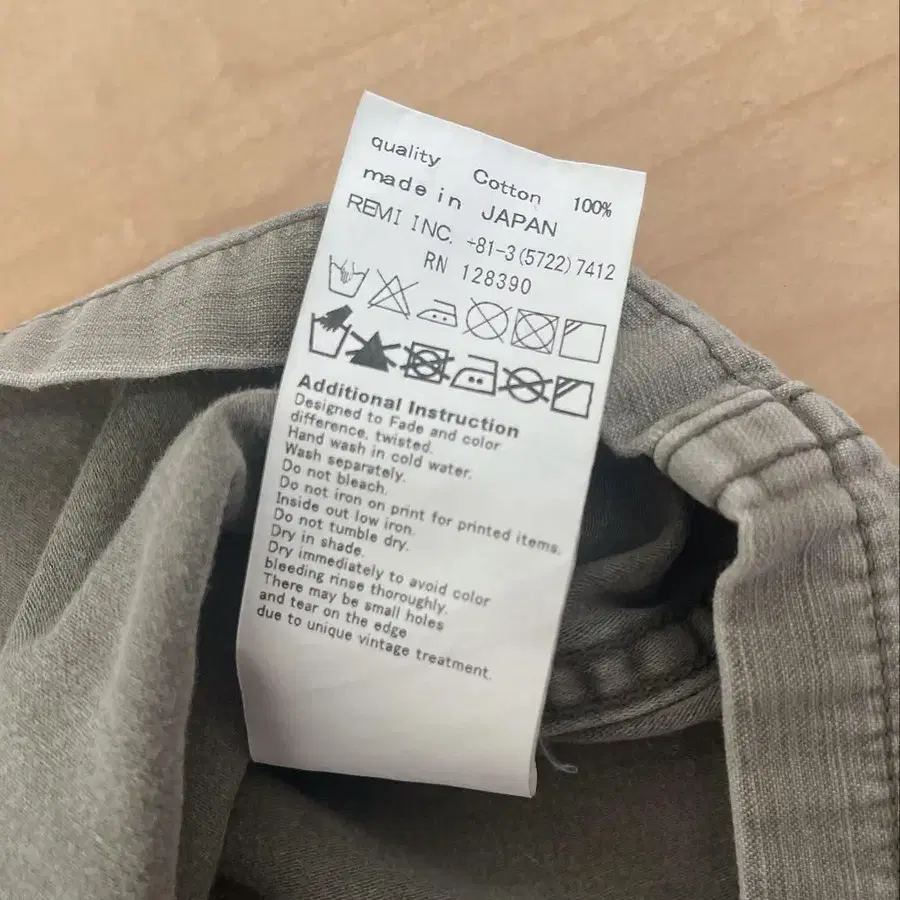 quality Cotton 100%
made in JAPAN
REMI INC. +81-3(5722)7412
RN 128390
Additional Instruction
Designed to Fade and color
difference, twisted.
Hand wash in cold water.
Wash separately.
Do not bleach.
Do not iron on print for printed items.
Inside out low iron.
Do not tumble dry.
Dry in shade.
Dry immediately to avoid color
bleeding rinse thoroughly.
There may be small holes
and tear on the edge
due to unique vintage treatment.